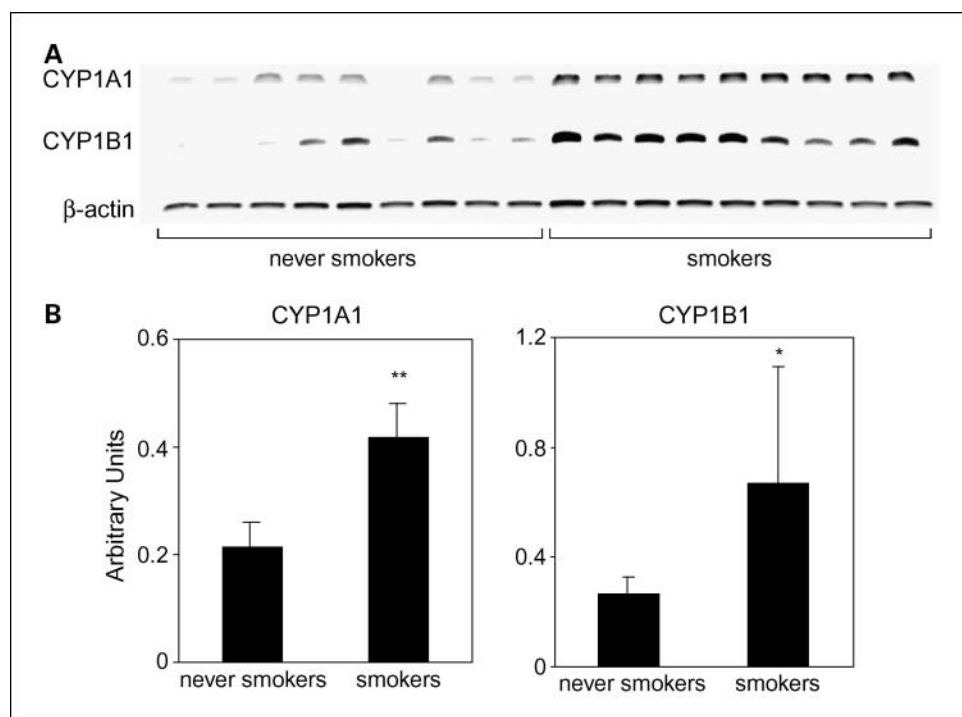 A
CYP1A1
CYP1B1
β-actin
never smokers smokers
B
CYP1A1 CYP1B1
Arbitrary Units
0.6
0.4
0.2
0
**
never smokers smokers
1.2
0.8
0.4
0
*
never smokers smokers